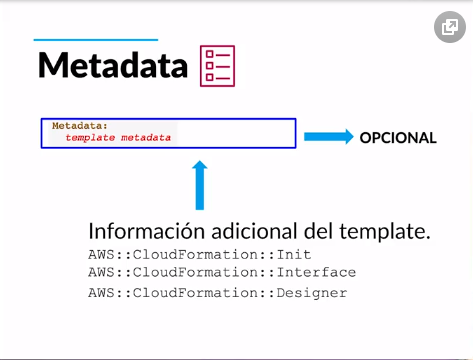 Metadata
Metadata:
template metadata
OPCIONAL
Información adicional del template.
AWS::CloudFormation::Init
AWS::CloudFormation::Interface
AWS::CloudFormation::Designer